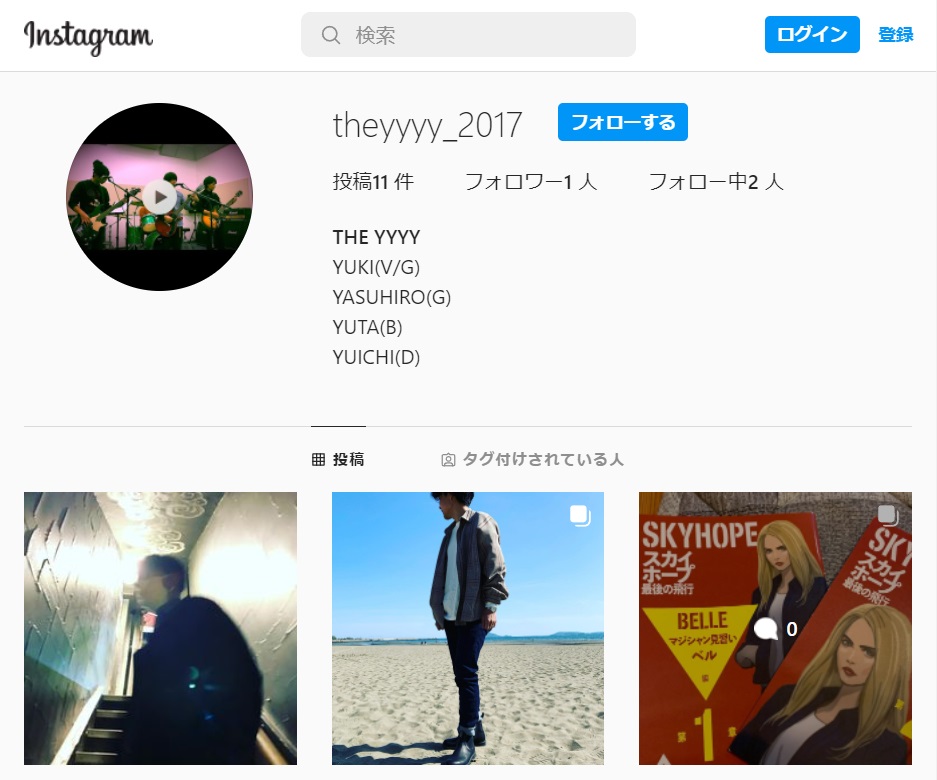 Instagram
検索
ログイン
登録
theyyyy_2017
フォローする
投稿11 件
フォロワー1 人
フォロー中2 人
THE YYYY
YUKI(V/G)
YASUHIRO(G)
YUTA(B)
YUICHI(D)
投稿
タグ付けされている人
SKYHOPE
スカイ
ホープ
最後の飛行
BELLE
マジシャン見習い
ベル
第1章
0
SKY
スカイ
ホープ
最後の飛行